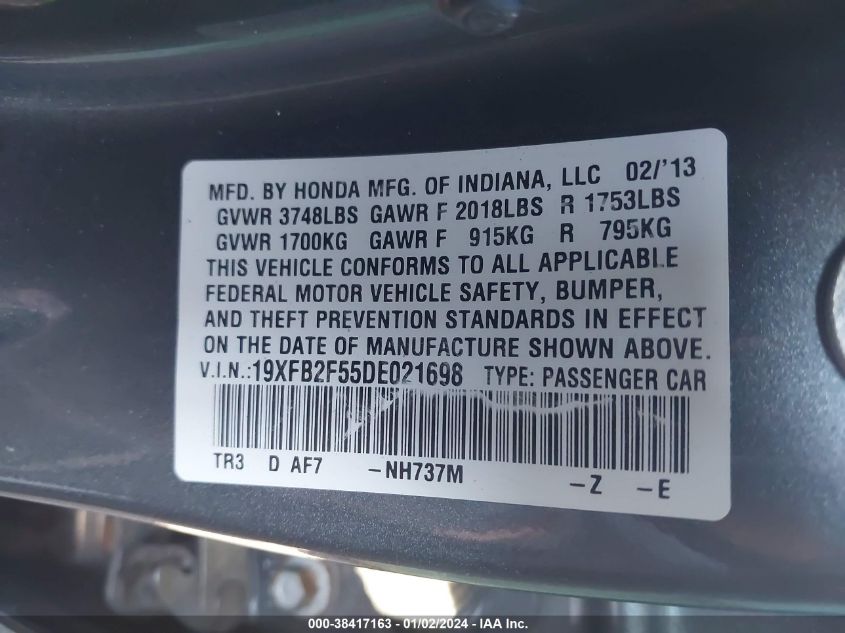 MFD. BY HONDA MFG. OF INDIANA, LLC 02/'13
GVWR 3748LBS GAWR F 2018LBS R 1753LBS
GVWR 1700KG GAWR F 915KG R 795KG
THIS VEHICLE CONFORMS TO ALL APPLICABLE
FEDERAL MOTOR VEHICLE SAFETY, BUMPER,
AND THEFT PREVENTION STANDARDS IN EFFECT
ON THE DATE OF MANUFACTURE SHOWN ABOVE.
V.I.N.:19XFB2F55DE021698 TYPE: PASSENGER CAR
TR3 D AF7 -NH737M -Z -E
000-38417163 - 01/02/2024 - IAA Inc.